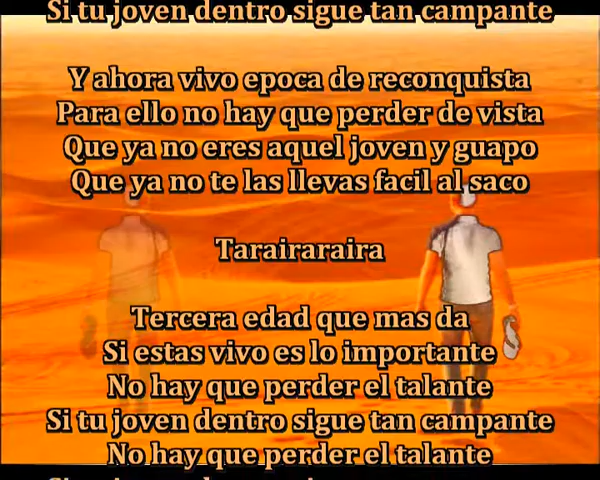 Si tu joven dentro sigue tan campante
Y ahora vivo epoca de reconquista
Para ello no hay que perder de vista
Que ya no eres aquel joven y guapo
Que ya no te las llevas facil al saco
Tarairaraira
Tercera edad que mas da
Si estas vivo es lo importante
No hay que perder el talante
Si tu joven dentro sigue tan campante
No hay que perder el talante